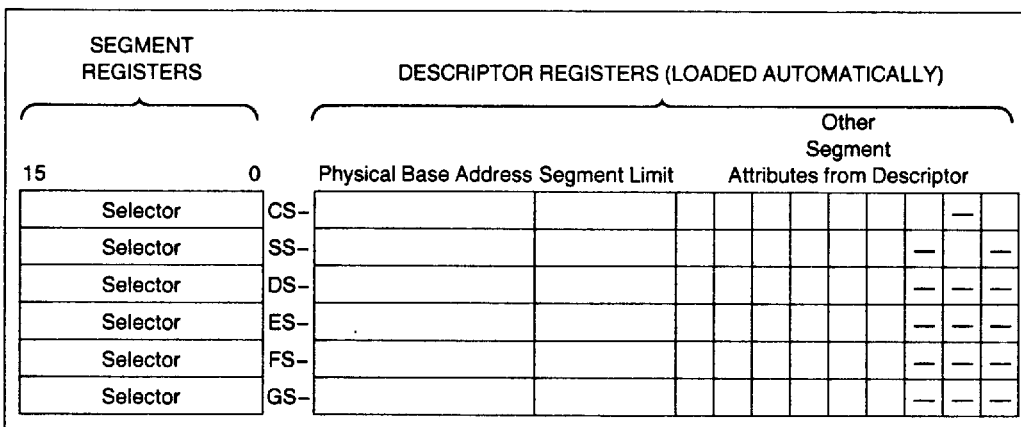 SEGMENT
REGISTERS
DESCRIPTOR REGISTERS (LOADED AUTOMATICALLY)
Other
Segment
15 0 Physical Base Address Segment Limit Attributes from Descriptor
Selector CS– —
Selector SS– — —
Selector DS– — — —
Selector ES– — — —
Selector FS– — — —
Selector GS– — — —